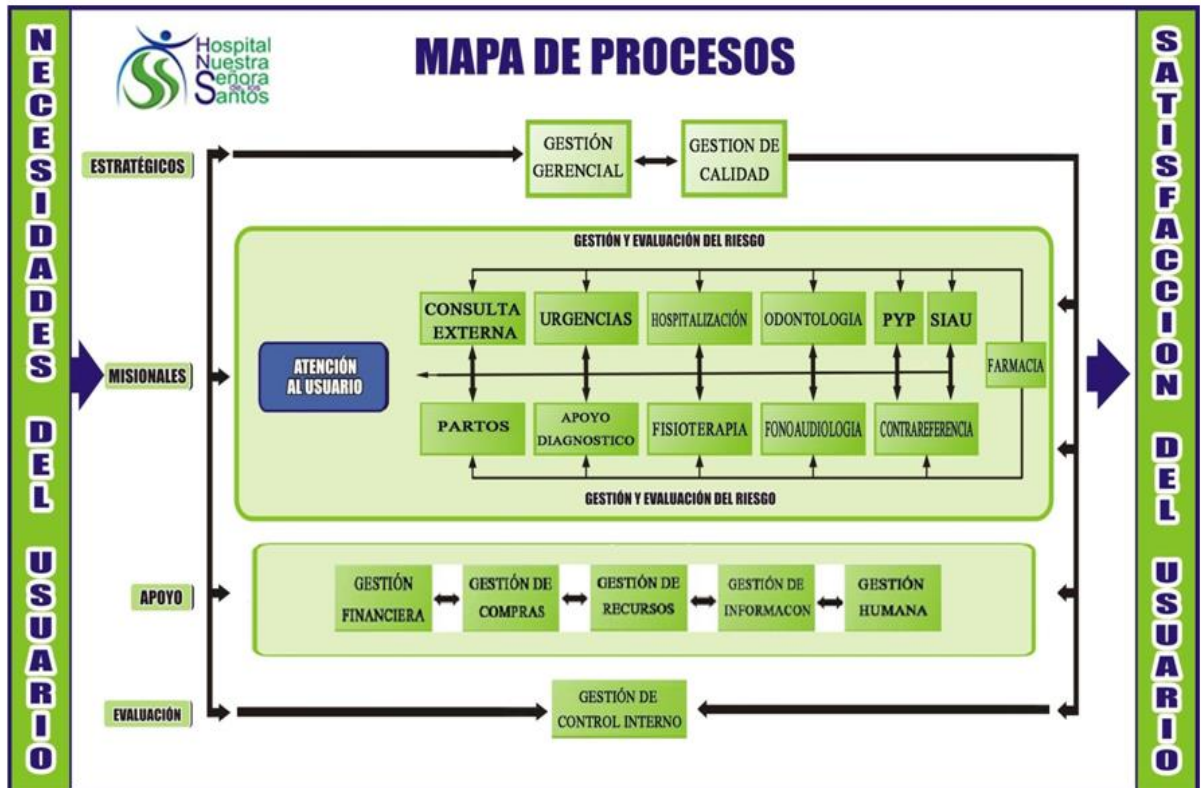 NECESIDADES DEL USUARIO
Hospital
Nuestra
Señora
de los
Santos
MAPA DE PROCESOS
ESTRATÉGICOS
GESTIÓN
GERENCIAL
GESTION DE
CALIDAD
MISIONALES
GESTIÓN Y EVALUACIÓN DEL RIESGO
ATENCIÓN
AL USUARIO
CONSULTA
EXTERNA
URGENCIAS
HOSPITALIZACIÓN
ODONTOLOGIA
PYP
SIAU
FARMACIA
PARTOS
APOYO
DIAGNOSTICO
FISIOTERAPIA
FONOAUDIOLOGIA
CONTRAREFERENCIA
GESTIÓN Y EVALUACIÓN DEL RIESGO
APOYO
GESTIÓN
FINANCIERA
GESTIÓN DE
COMPRAS
GESTIÓN DE
RECURSOS
GESTIÓN DE
INFORMACON
GESTIÓN
HUMANA
EVALUACIÓN
GESTIÓN DE
CONTROL INTERNO
SATISFACCION DEL USUARIO